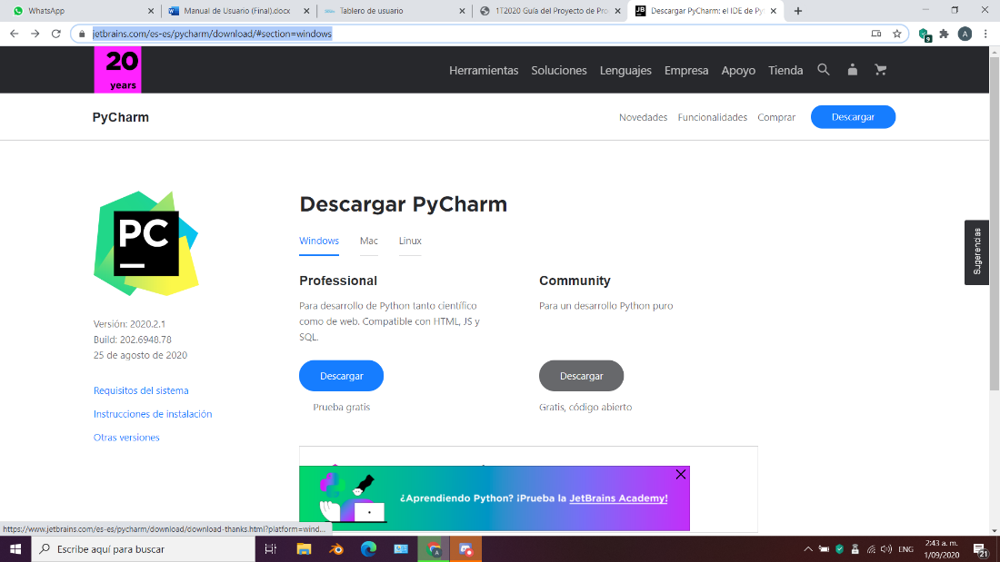 WhatsApp
Manual de Usuario (Final).docx
Tablero de usuario
1T2020 Guía del Proyecto de Pro
Descargar PyCharm: el IDE de Py
jetbrains.com/es-es/pycharm/download/#section=windows
9
A
20
years
Herramientas Soluciones Lenguajes Empresa Apoyo Tienda
PyCharm
Novedades Funcionalidades Comprar Descargar
PC
Descargar PyCharm
Windows Mac Linux
Sugerencias
Professional
Para desarrollo de Python tanto científico
como de web. Compatible con HTML, JS y
SQL.
Descargar
Prueba gratis
Community
Para un desarrollo Python puro
Descargar
Gratis, código abierto
Versión: 2020.2.1
Build: 202.6948.78
25 de agosto de 2020
Requisitos del sistema
Instrucciones de instalación
Otras versiones
¿Aprendiendo Python? ¡Prueba la JetBrains Academy!
https://www.jetbrains.com/es-es/pycharm/download/download-thanks.html?platform=wind...
Escribe aquí para buscar
ENG
2:43 a. m.
1/09/2020
21